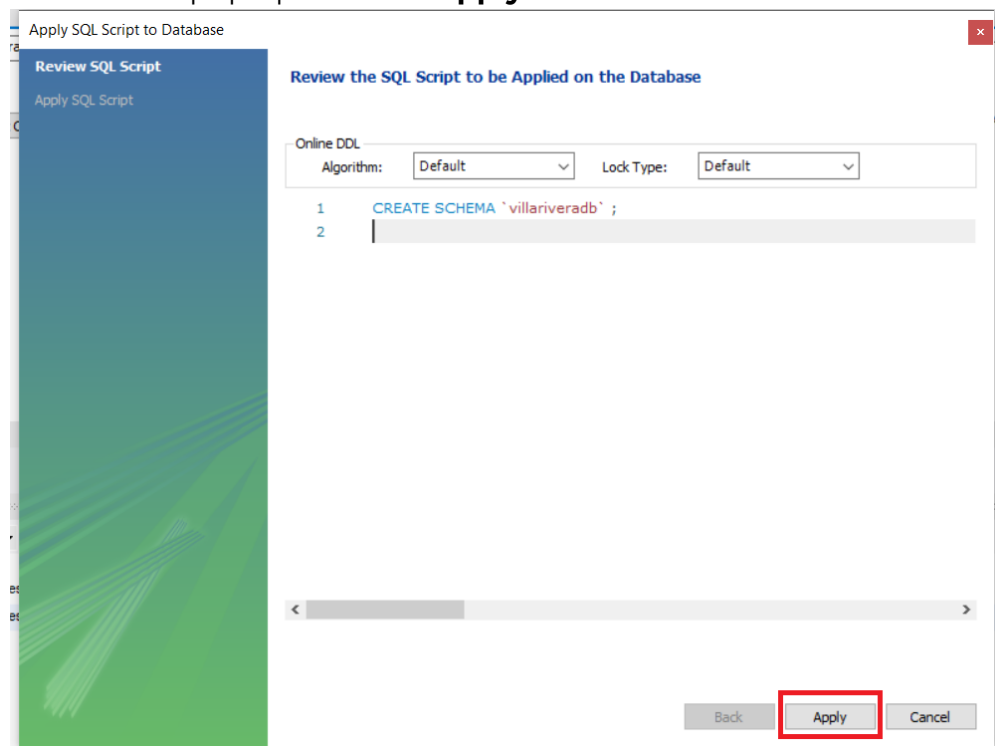 Apply SQL Script to Database
Review SQL Script
Apply SQL Script
Review the SQL Script to be Applied on the Database
Online DDL
Algorithm: Default Lock Type: Default
1 CREATE SCHEMA `villariveradb` ;
2
Back Apply Cancel